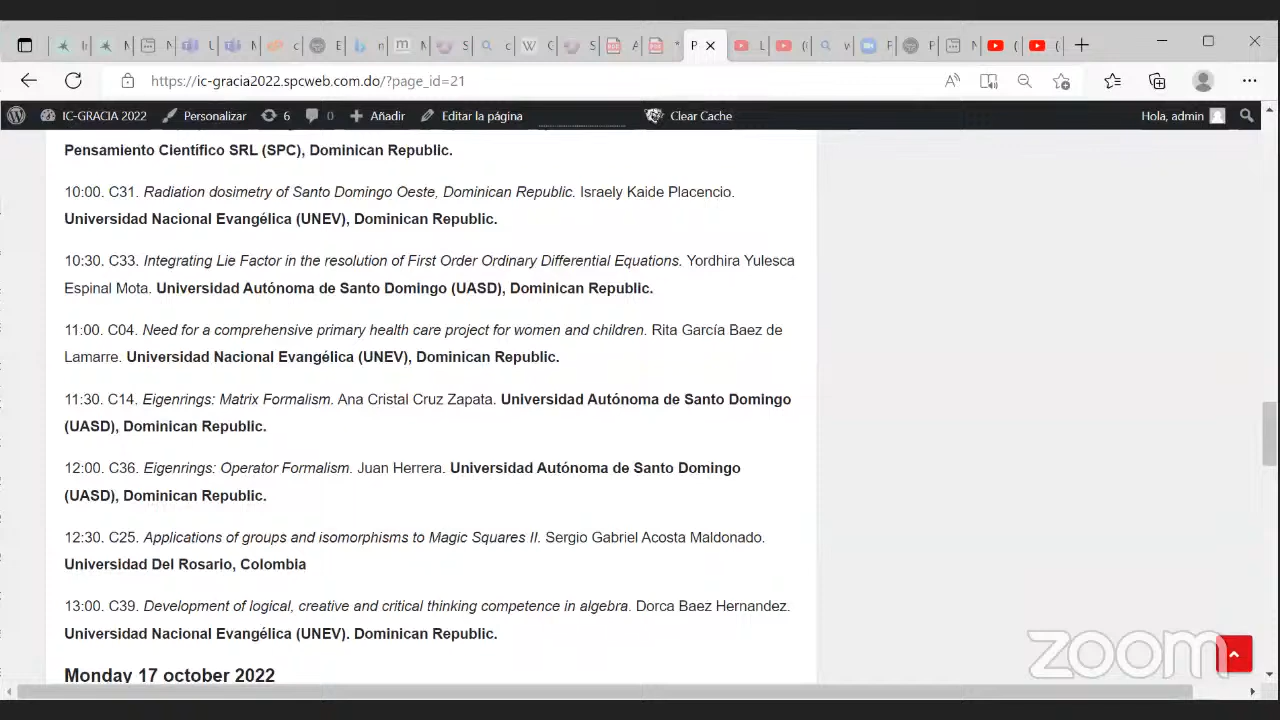 P
https://ic-gracia2022.spcweb.com.do/?page_id=21
IC-GRACIA 2022 Personalizar 6 0 Añadir Editar la página Clear Cache Hola, admin
Pensamiento Científico SRL (SPC), Dominican Republic.
10:00. C31. Radiation dosimetry of Santo Domingo Oeste, Dominican Republic. Israely Kaide Placencio.
Universidad Nacional Evangélica (UNEV), Dominican Republic.
10:30. C33. Integrating Lie Factor in the resolution of First Order Ordinary Differential Equations. Yordhira Yulesca
Espinal Mota. Universidad Autónoma de Santo Domingo (UASD), Dominican Republic.
11:00. C04. Need for a comprehensive primary health care project for women and children. Rita García Baez de
Lamarre. Universidad Nacional Evangélica (UNEV), Dominican Republic.
11:30. C14. Eigenrings: Matrix Formalism. Ana Cristal Cruz Zapata. Universidad Autónoma de Santo Domingo
(UASD), Dominican Republic.
12:00. C36. Eigenrings: Operator Formalism. Juan Herrera. Universidad Autónoma de Santo Domingo
(UASD), Dominican Republic.
12:30. C25. Applications of groups and isomorphisms to Magic Squares II. Sergio Gabriel Acosta Maldonado.
Universidad Del Rosario, Colombia
13:00. C39. Development of logical, creative and critical thinking competence in algebra. Dorca Baez Hernandez.
Universidad Nacional Evangélica (UNEV). Dominican Republic.
zoom
Monday 17 october 2022